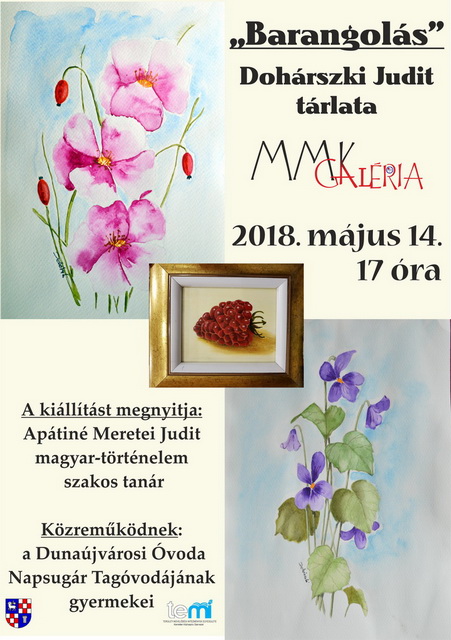 „Barangolás”
Dohárszki Judit
tárlata
MMK
GALÉRIA
2018. május 14.
17 óra
A kiállítást megnyitja:
Apátiné Meretei Judit
magyar-történelem
szakos tanár
Közreműködnek:
a Dunaújvárosi Óvoda
Napsugár Tagóvodájának
gyermekei
temi